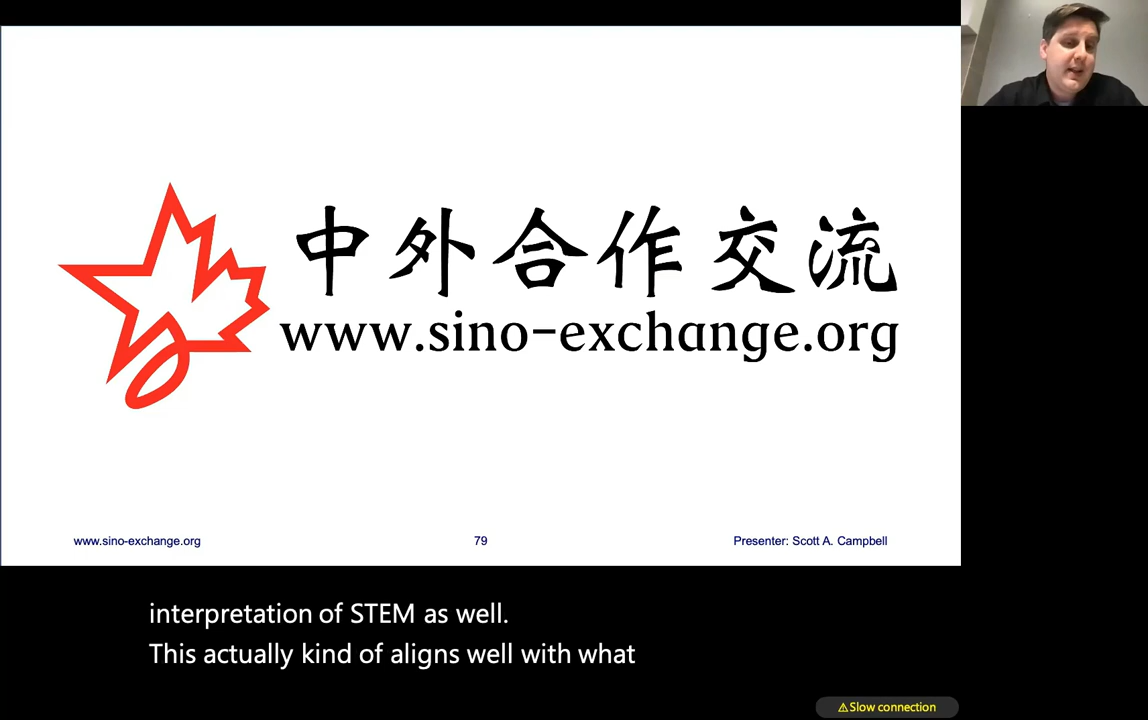 中外合作交流
www.sino-exchange.org
www.sino-exchange.org
79
Presenter: Scott A. Campbell
interpretation of STEM as well.
This actually kind of aligns well with what
⚠Slow connection